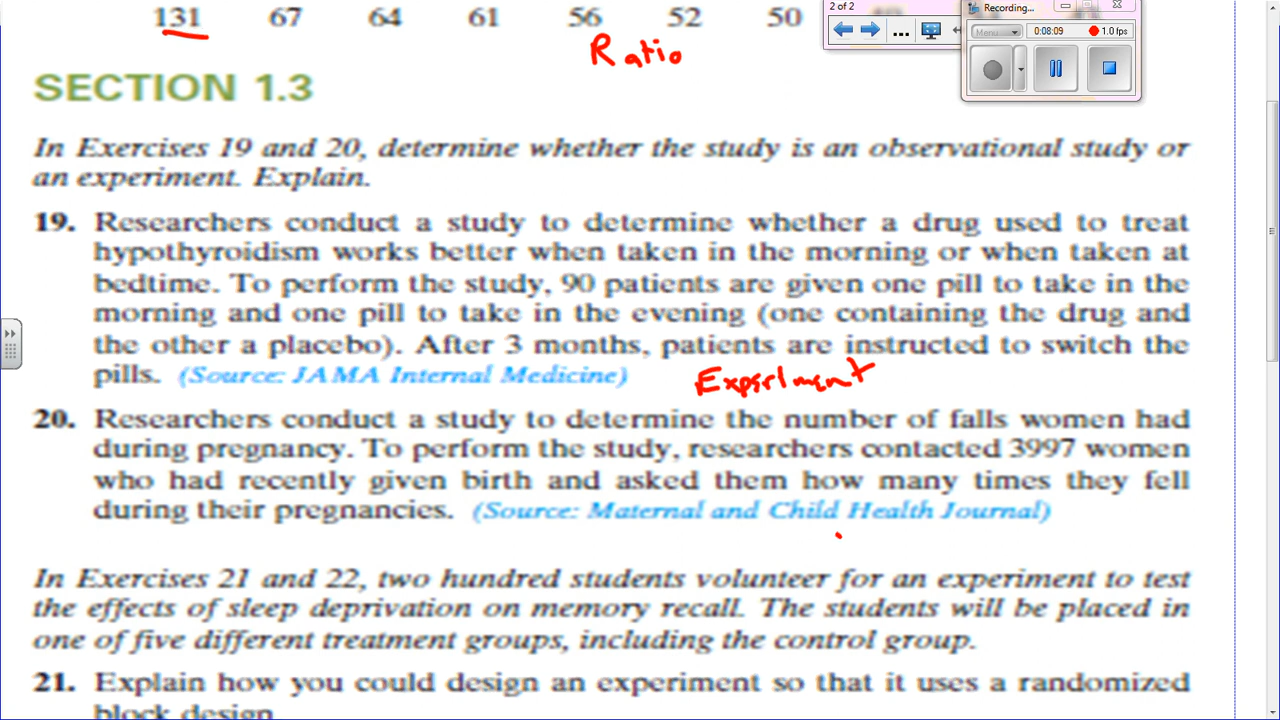 131 67 64 61 56 52 50
2 of 2
Recording...
Menu
0:08:09
1.0 fps
...
Ratio
SECTION 1.3
In Exercises 19 and 20, determine whether the study is an observational study or
an experiment. Explain.
19. Researchers conduct a study to determine whether a drug used to treat
hypothyroidism works better when taken in the morning or when taken at
bedtime. To perform the study, 90 patients are given one pill to take in the
morning and one pill to take in the evening (one containing the drug and
the other a placebo). After 3 months, patients are instructed to switch the
pills. (Source: JAMA Internal Medicine)
Experiment
20. Researchers conduct a study to determine the number of falls women had
during pregnancy. To perform the study, researchers contacted 3997 women
who had recently given birth and asked them how many times they fell
during their pregnancies. (Source: Maternal and Child Health Journal)
In Exercises 21 and 22, two hundred students volunteer for an experiment to test
the effects of sleep deprivation on memory recall. The students will be placed in
one of five different treatment groups, including the control group.
21. Explain how you could design an experiment so that it uses a randomized
block design.